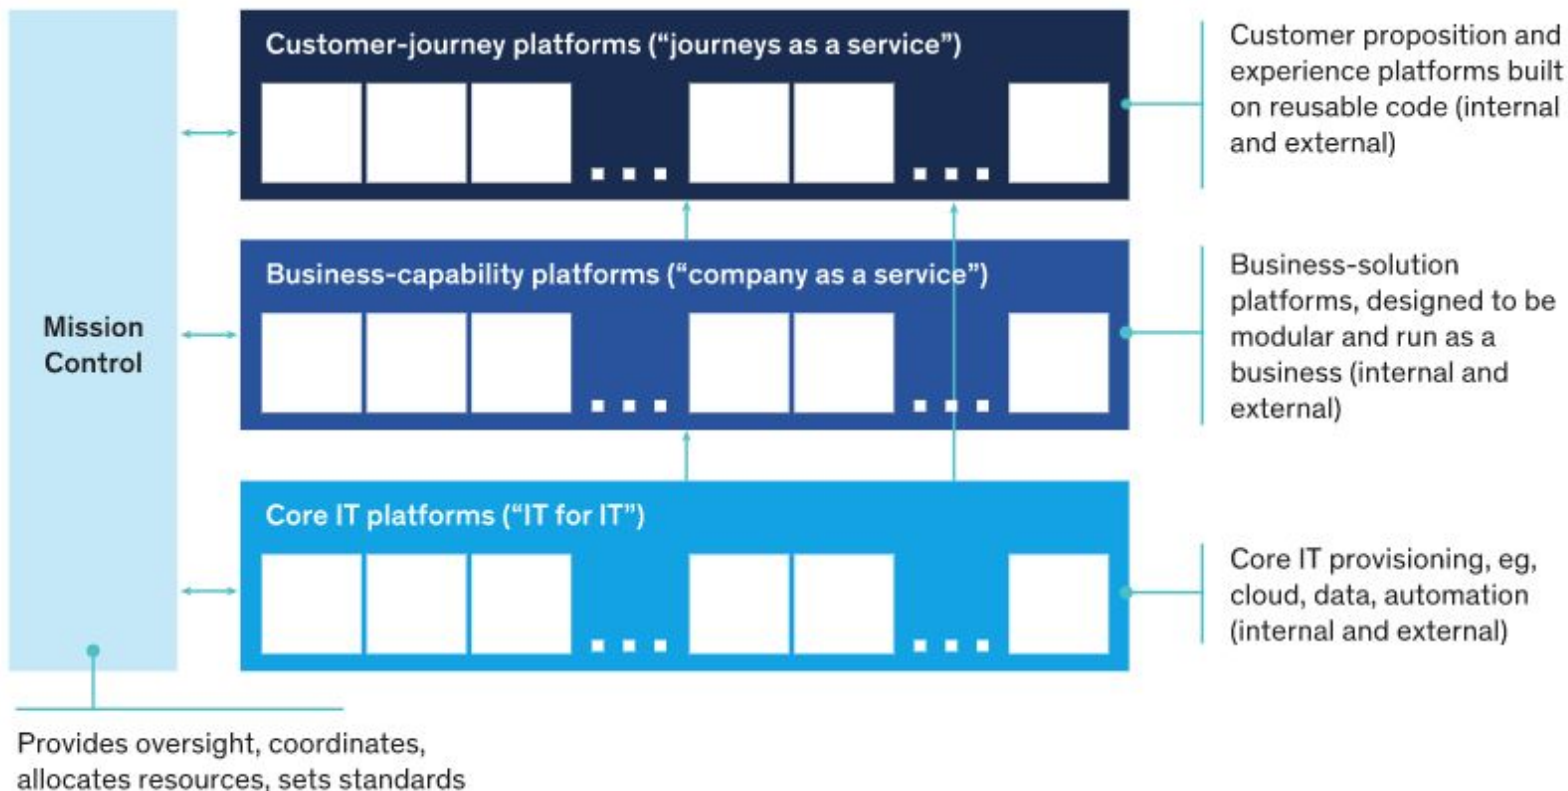 Customer-journey platforms (“journeys as a service”)
Customer proposition and
experience platforms built
on reusable code (internal
and external)
Mission
Control
Business-capability platforms (“company as a service”)
Business-solution
platforms, designed to be
modular and run as a
business (internal and
external)
Core IT platforms (“IT for IT”)
Core IT provisioning, eg,
cloud, data, automation
(internal and external)
Provides oversight, coordinates,
allocates resources, sets standards